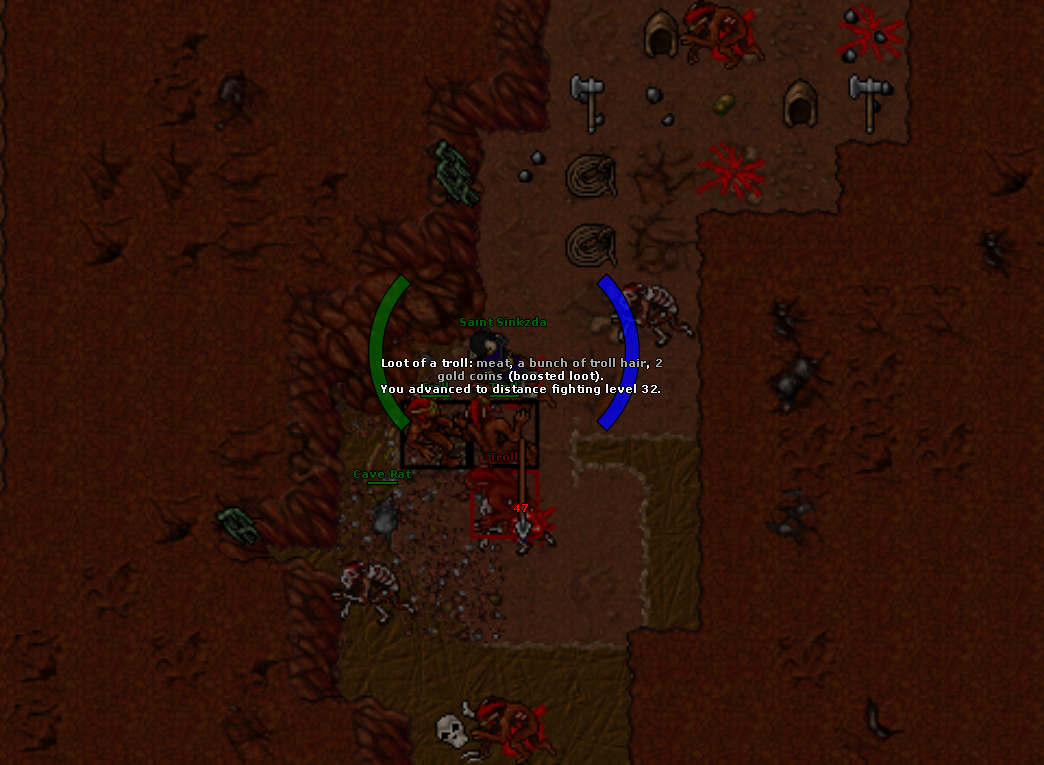 Saint Sinkzda
Loot of a troll: meat, a bunch of troll hair, 2
gold coins (boosted loot).
You advanced to distance fighting level 32.
Troll
Cave Rat
47